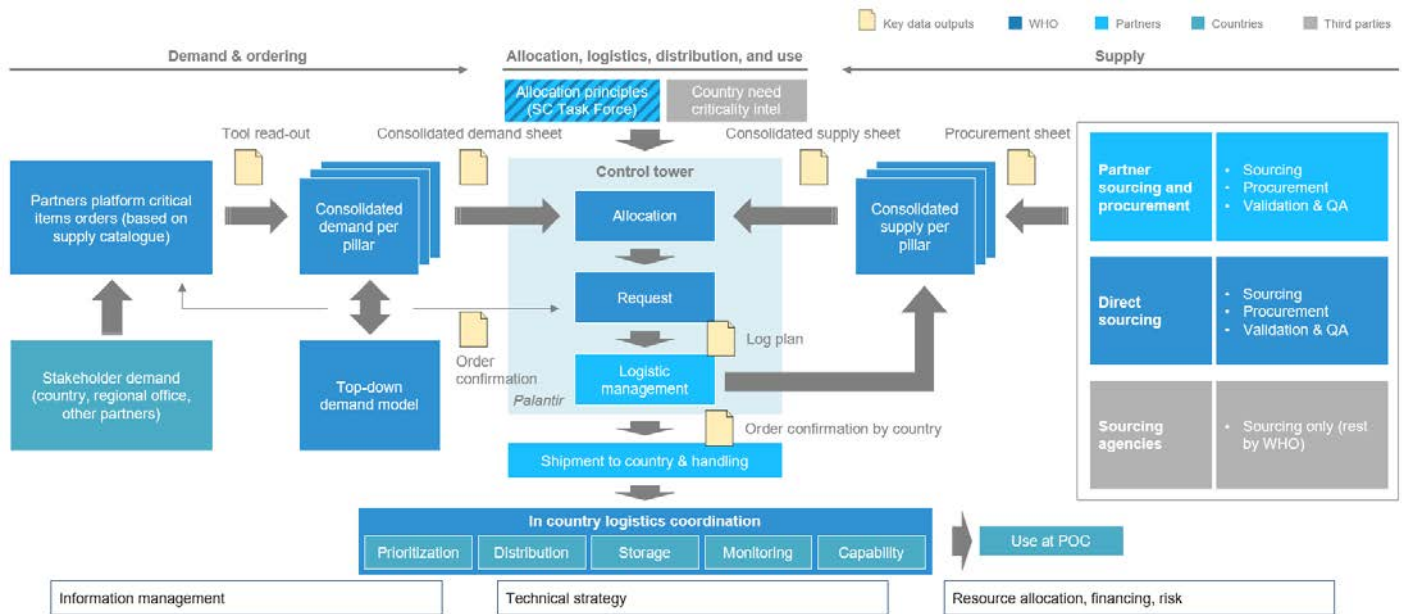 Key data outputs
WHO
Partners
Countries
Third parties
Demand & ordering
Allocation, logistics, distribution, and use
Supply
Allocation principles
(SC Task Force)
Country need
criticality intel
Tool read-out
Consolidated demand sheet
Consolidated supply sheet
Procurement sheet
Partners platform critical
items orders (based on
supply catalogue)
Consolidated
demand per
pillar
Control tower
Allocation
Request
Log plan
Logistic
management
Palantir
Consolidated
supply per
pillar
Partner
sourcing and
procurement
• Sourcing
• Procurement
• Validation & QA
Direct
sourcing
- Sourcing
• Procurement
• Validation & QA
Sourcing
agencies
• Sourcing only (rest
by WHO)
Stakeholder demand
(country, regional office,
other partners)
Top-down
demand model
Order
confirmation
Order confirmation by country
Shipment to country & handling
In country logistics coordination
Prioritization
Distribution
Storage
Monitoring
Capability
Use at POC
Information management
Technical strategy
Resource allocation, financing, risk